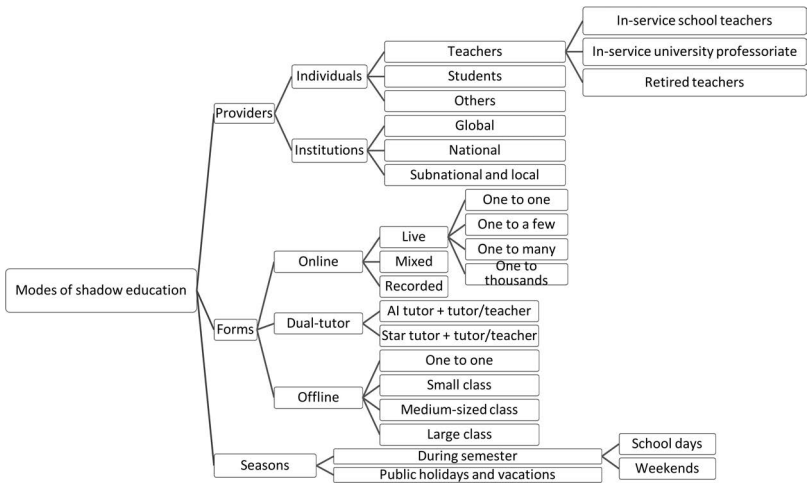 Modes of shadow education
Providers
Individuals
Teachers
In-service school teachers
In-service university professoriate
Retired teachers
Students
Others
Institutions
Global
National
Subnational and local
Forms
Online
Live
One to one
One to a few
One to many
One to
thousands
Mixed
Recorded
Dual-tutor
AI tutor + tutor/teacher
Star tutor + tutor/teacher
Offline
One to one
Small class
Medium-sized class
Large class
Seasons
During semester
School days
Weekends
Public holidays and vacations